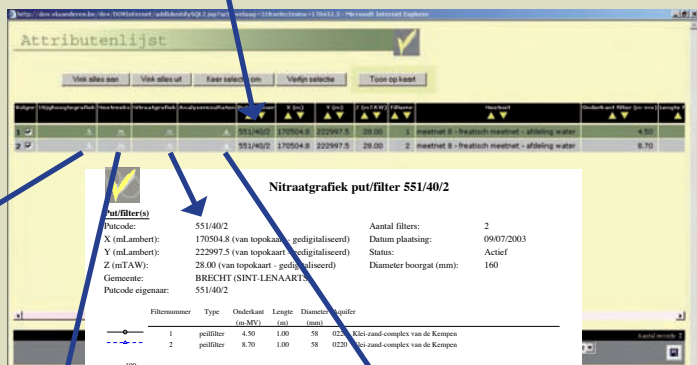 Attributenlijst
Vink alles aan Vink alles uit Keer selectie om Verfijn selectie Toon op kaart
X (m) Y (m) Z (mTAW) Meetnet
1 551/40/2 170504.8 222997.5 28.00 1 meetnet 8 - freatisch meetnet - afdeling water 4.50
2 551/40/2 170504.8 222997.5 28.00 2 meetnet 8 - freatisch meetnet - afdeling water 8.70
Nitraatgrafiek put/filter 551/40/2
Put/filter(s)
Putcode: 551/40/2 Aantal filters: 2
X (mLambert): 170504.8 (van topokaart - gedigitaliseerd) Datum plaatsing: 09/07/2003
Y (mLambert): 222997.5 (van topokaart - gedigitaliseerd) Status: Actief
Z (mTAW): 28.00 (van topokaart - gedigitaliseerd) Diameter boorgat (mm): 160
Gemeente: BRECHT (SINT-LENAARTS)
Putcode eigenaar: 551/40/2
Filternummer Type Onderkant Lengte Diameter Aquifer
(m-MV) (m) (mm)
1 peilfilter 4.50 1.00 58 Klei-zand-complex van de Kempen
2 peilfilter 8.70 1.00 58 0220 Klei-zand-complex van de Kempen